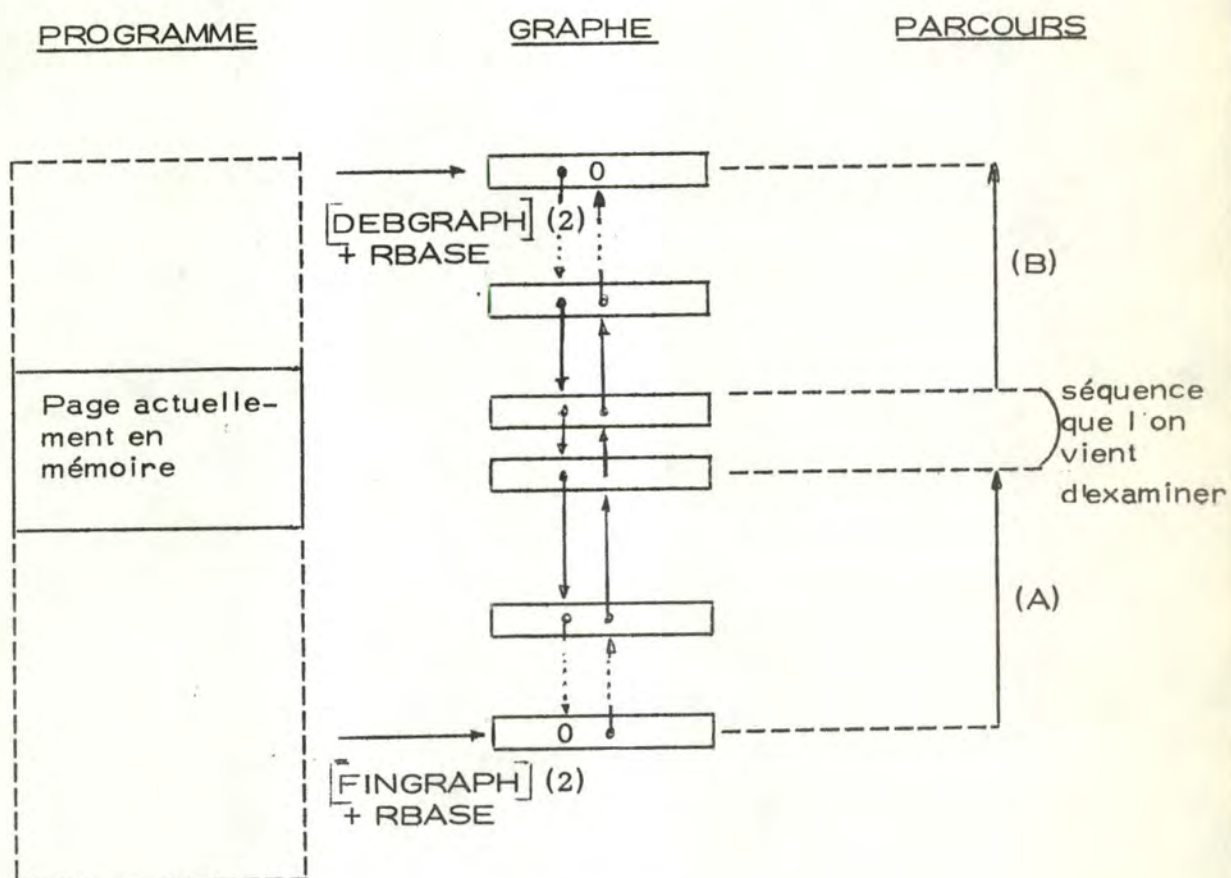 PROGRAMME
GRAPHE
PARCOURS
0
[DEBGRAPH] (2)
+ RBASE
(B)
Page actuelle-
ment en
mémoire
séquence
que l'on
vient
d'examiner
(A)
0
[FINGRAPH] (2)
+ RBASE